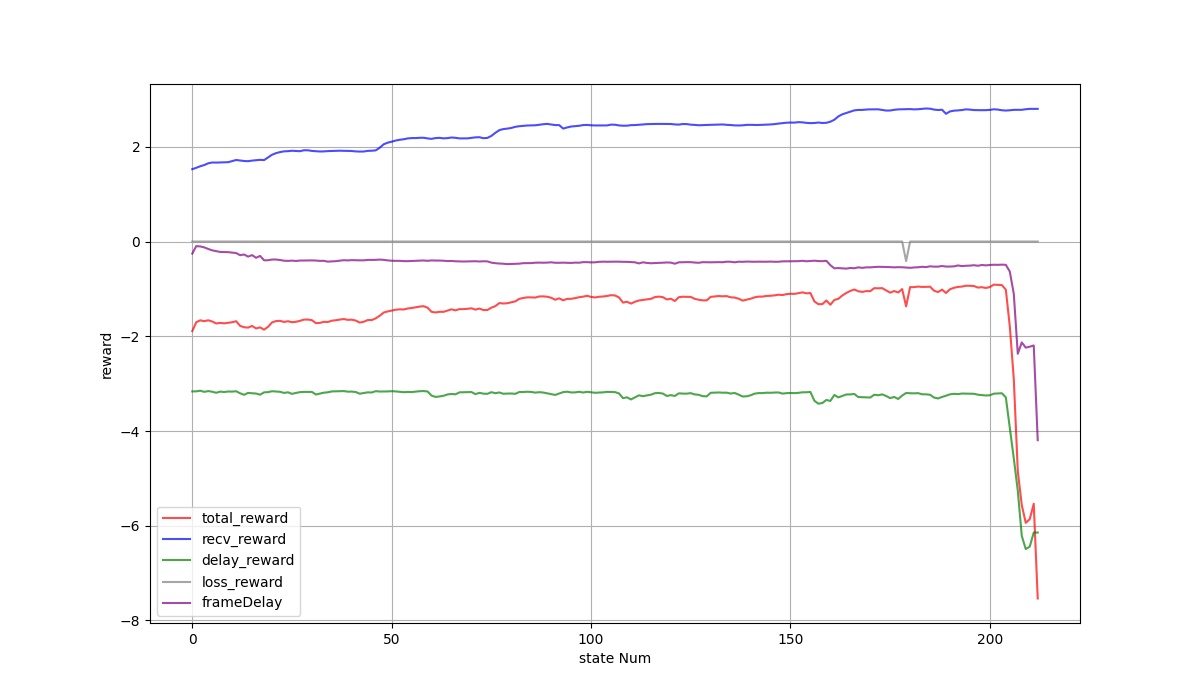 2
0
−2
−4
−6
−8
reward
total_reward
recv_reward
delay_reward
loss_reward
frameDelay
0 50 100 150 200
state Num